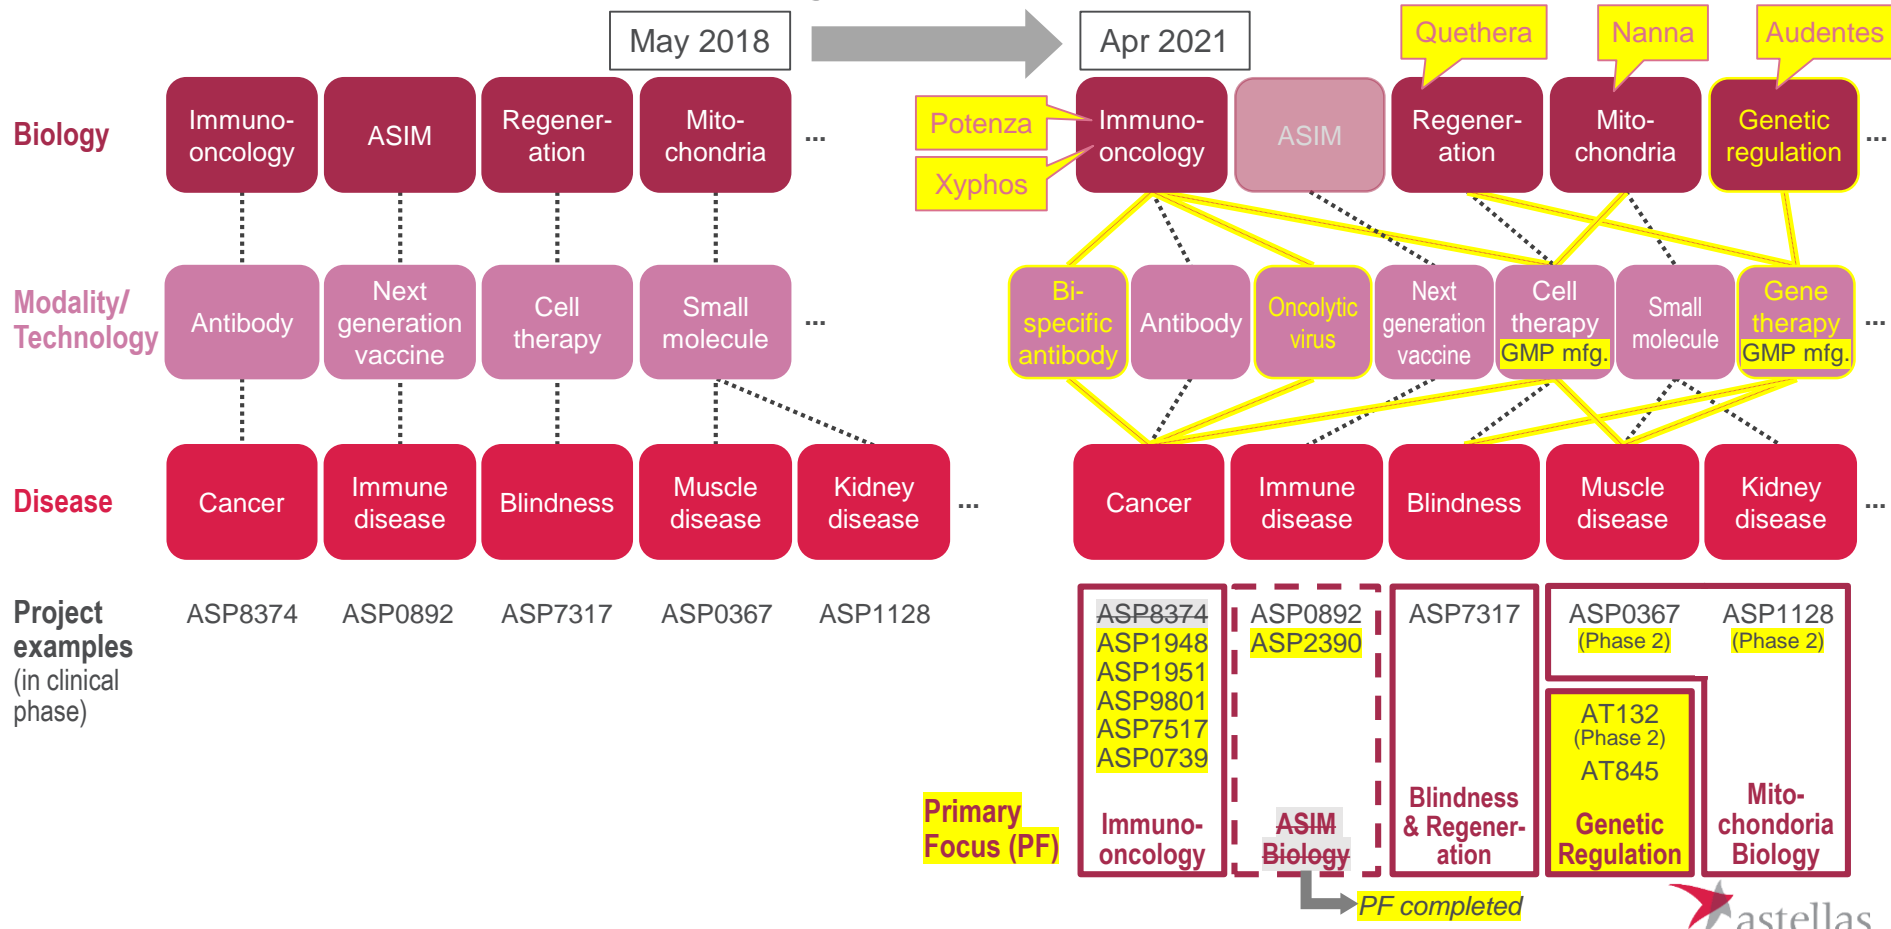 May 2018
Apr 2021
Quethera
Nanna
Audentes
Potenza
Xyphos
Biology
Immuno-
oncology
ASIM
Regener-
ation
Mito-
chondria
...
Immuno-
oncology
ASIM
Regener-
ation
Mito-
chondria
Genetic
regulation
...
Modality/
Technology
Antibody
Next
generation
vaccine
Cell
therapy
Small
molecule
...
Bi-
specific
antibody
Antibody
Oncolytic
virus
Next
generation
vaccine
Cell
therapy
GMP mfg.
Small
molecule
Gene
therapy
GMP mfg.
...
Disease
Cancer
Immune
disease
Blindness
Muscle
disease
Kidney
disease
...
Cancer
Immune
disease
Blindness
Muscle
disease
Kidney
disease
...
Project
examples
(in clinical
phase)
ASP8374
ASP0892
ASP7317
ASP0367
ASP1128
ASP8374
ASP1948
ASP1951
ASP9801
ASP7517
ASP0739
ASP0892
ASP2390
ASP7317
ASP0367
(Phase 2)
ASP1128
(Phase 2)
AT132
(Phase 2)
AT845
Primary
Focus (PF)
Immuno-
oncology
ASIM
Biology
Blindness
& Regener-
ation
Genetic
Regulation
Mito-
chondoria
Biology
PF completed
astellas